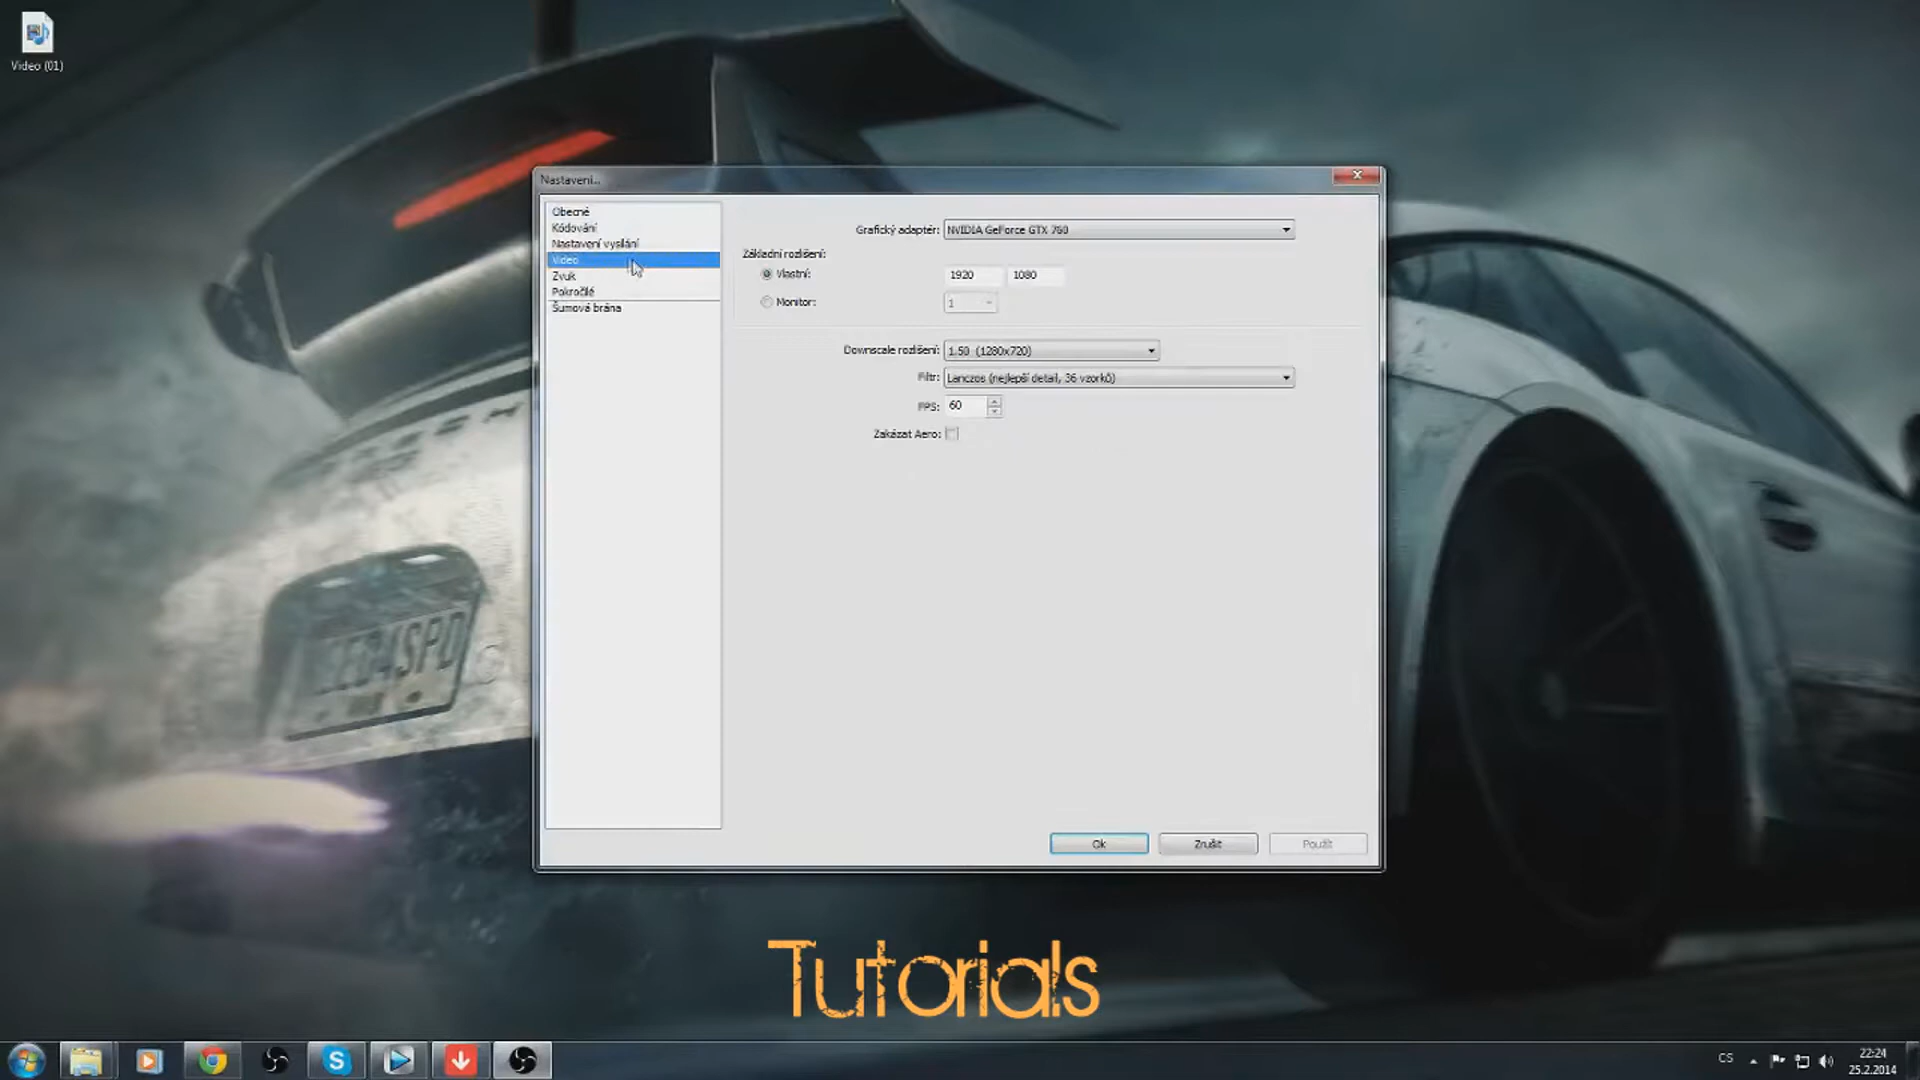 Video (01)
Nastavení...
Obecné
Kódování
Nastavení vysílání
Video
Zvuk
Pokročilé
Šumová brána
Grafický adaptér: NVIDIA GeForce GTX 760
Základní rozlišení:
Vlastní: 1920 1080
Monitor: 1
Downscale rozlišení: 1.50 (1280x720)
Filtr: Lanczos (nejlepší detail, 36 vzorků)
FPS: 60
Zakázat Aero:
Ok Zrušit Použít
Tutorials
CS
22:24
25.2.2014